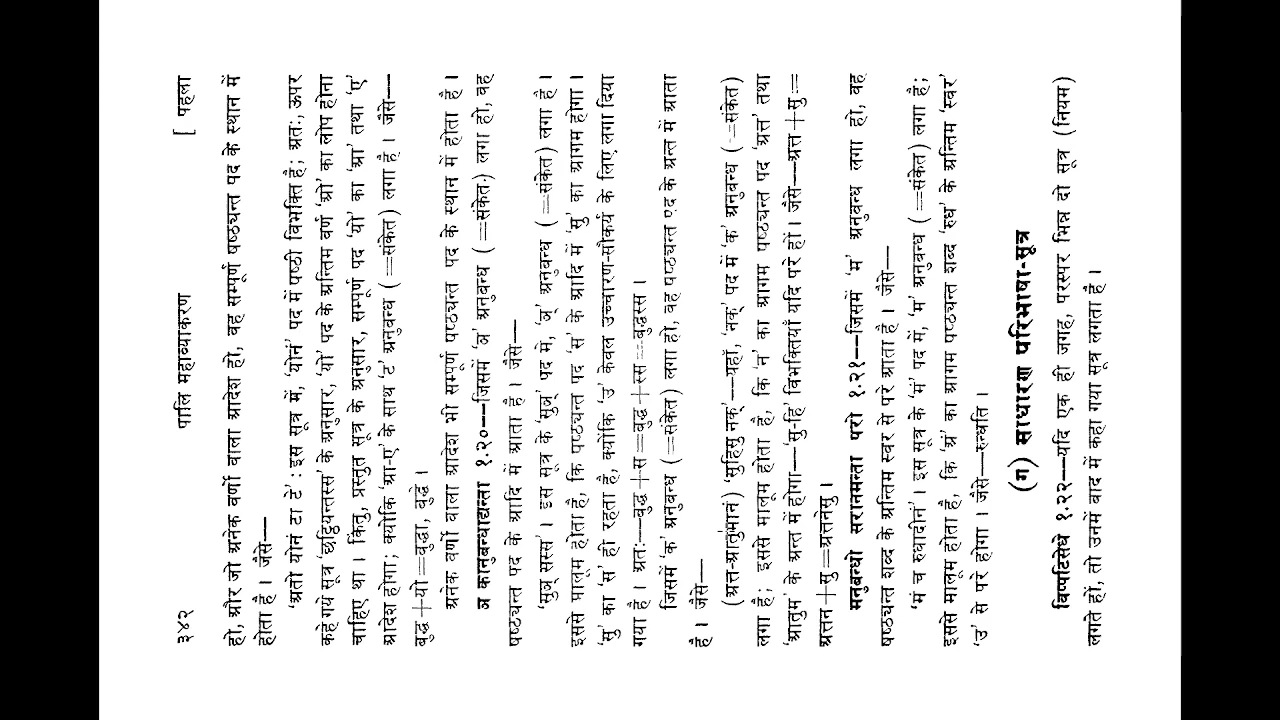 ३४२ पालि महाव्याकरण [ पहला
हो, और जो अनेक वर्णों वाला आदेश हो, वह सम्पूर्ण षष्ठ्यन्त पद के स्थान में
होता है । जैसे—
'अतो योनं टा टे' : इस सूत्र में, 'योनं' पद में षष्ठी विभक्ति है; अतः, ऊपर
कहे गये सूत्र 'छट्ठियन्तस्स' के अनुसार, 'यो' पद के अन्तिम वर्ण 'ओ' का लोप होना
चाहिए था । किंतु, प्रस्तुत सूत्र के अनुसार, सम्पूर्ण पद 'यो' का 'आ' तथा 'ए'
आदेश होगा; क्योंकि 'आ-ए' के साथ 'ट' अनुबन्ध (=संकेत) लगा है । जैसे—
बुद्ध+यो=बुद्धा, बुद्धे ।
अनेक वर्णों वाला आदेश भी सम्पूर्ण षष्ठ्यन्त पद के स्थान में होता है ।
ञ कानुबन्धाद्यन्ता १.२०—जिसमें 'ञ' अनुबन्ध (=संकेत) लगा हो, वह
षष्ठ्यन्त पद के आदि में आता है । जैसे—
'सुञ् सस्स' । इस सूत्र के 'सुञ्' पद में, 'ञ्' अनुबन्ध (=संकेत) लगा है ।
इससे मालूम होता है, कि षष्ठ्यन्त पद 'स' के आदि में 'सु' का आगम होगा ।
'सु' का 'स' ही रहता है, क्योंकि 'उ' केवल उच्चारण-सौकर्य के लिए लगा दिया
गया है । अतः—बुद्ध+स=बुद्ध+स्स=बुद्धस्स ।
जिसमें 'क' अनुबन्ध (=संकेत) लगा हो, वह षष्ठ्यन्त पद के अन्त में आता
है । जैसे—
(अत्त-आतुमानं) 'सुहिसु नक्'—यहाँ, 'नक्' पद में 'क' अनुबन्ध (=संकेत)
लगा है; इससे मालूम होता है, कि 'न' का आगम षष्ठ्यन्त पद 'अत्त' तथा
'आतुम' के अन्त में होगा—'सु-हि' विभक्तियाँ यदि परे हों । जैसे—अत्त+सु=
अत्तन+सु=अत्तनेसु ।
मनुबन्धो सरानमन्ता परो १.२१—जिसमें 'म' अनुबन्ध लगा हो, वह
षष्ठ्यन्त शब्द के अन्तिम स्वर से परे आता है । जैसे—
'मं च रुधादीनं' । इस सूत्र के 'मं' पद में, 'म' अनुबन्ध (=संकेत) लगा है;
इससे मालूम होता है, कि 'अं' का आगम षष्ठ्यन्त शब्द 'रुध' के अन्तिम 'स्वर'
'उ' से परे होगा । जैसे—रुन्धति ।
(ग) साधारण परिभाषा-सूत्र
विप्पटिसेधे १.२२—यदि एक ही जगह, परस्पर भिन्न दो सूत्र (नियम)
लगते हों, तो उनमें बाद में कहा गया सूत्र लगता है ।